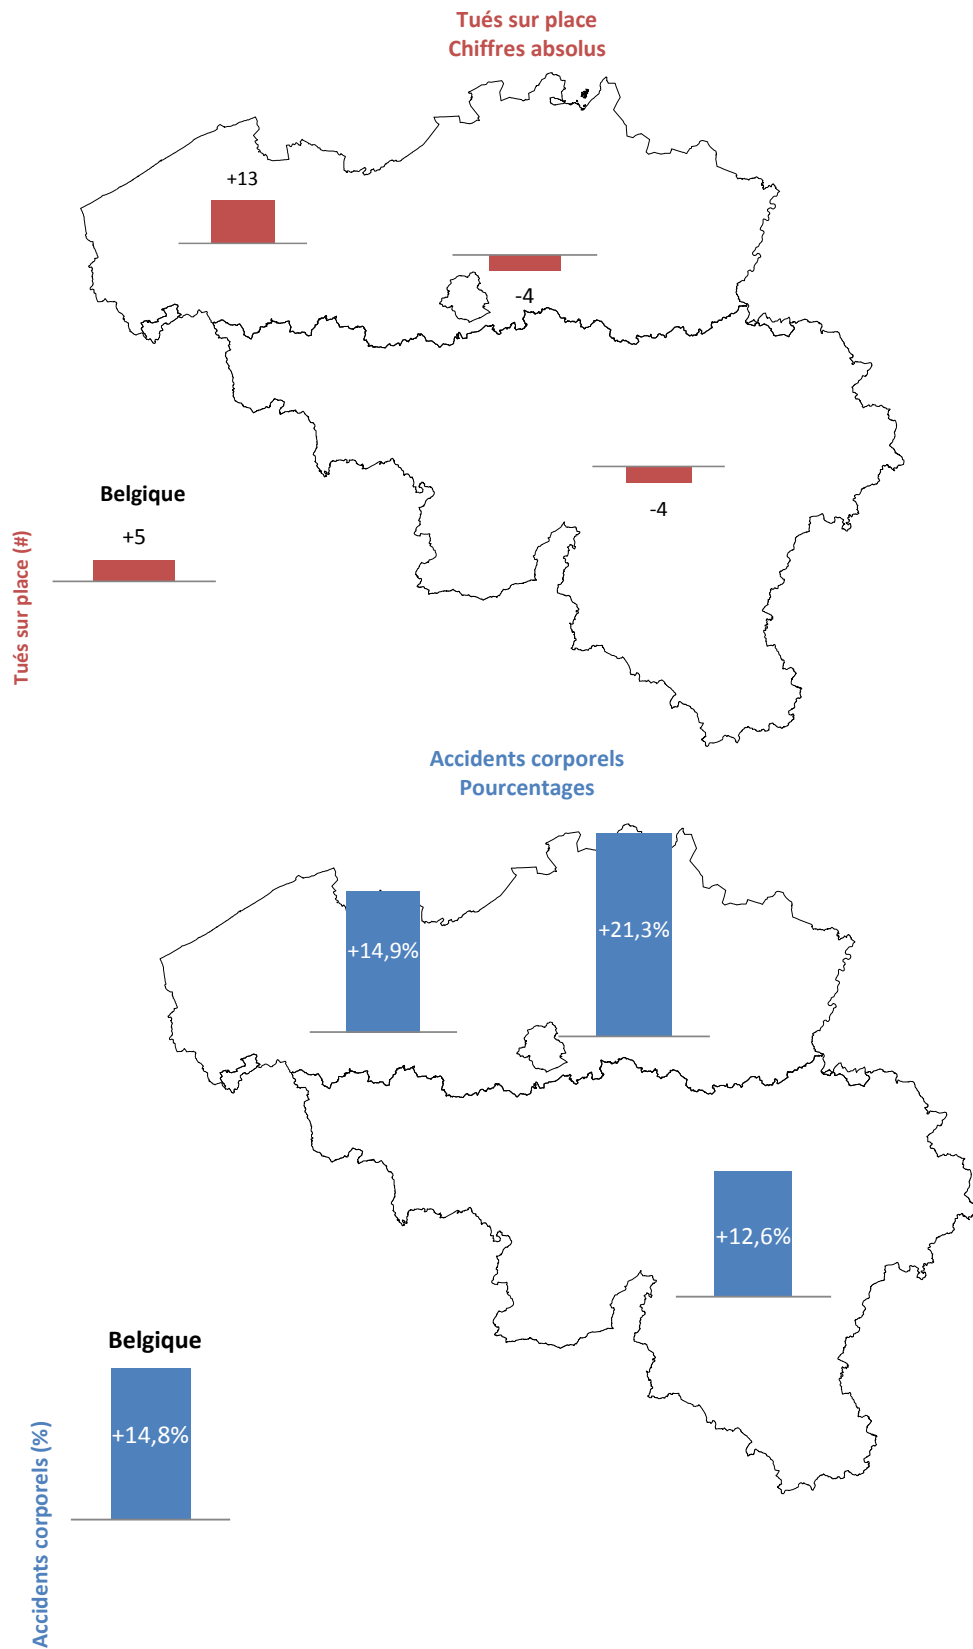 Tués sur place
Chiffres absolus
+13
-4
-4
Belgique
+5
Tués sur place (#)
Accidents corporels
Pourcentages
+14,9%
+21,3%
+12,6%
Belgique
+14,8%
Accidents corporels (%)